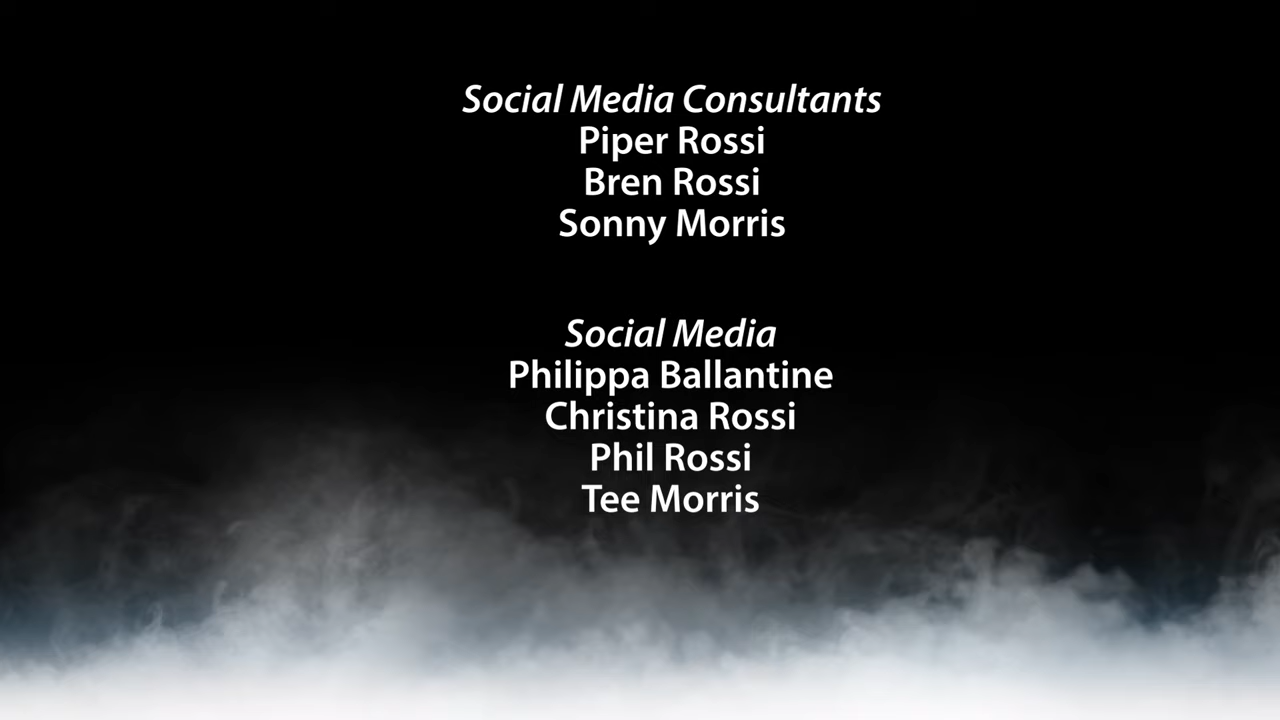 Social Media Consultants
Piper Rossi
Bren Rossi
Sonny Morris
Social Media
Philippa Ballantine
Christina Rossi
Phil Rossi
Tee Morris